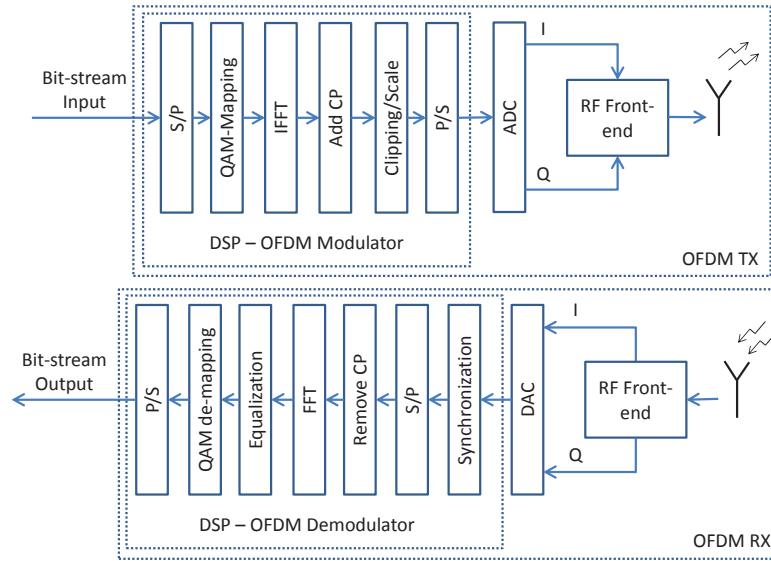 Bit-stream
Input
S/P
QAM-Mapping
IFFT
Add CP
Clipping/Scale
P/S
ADC
I
Q
RF Front-
end
DSP – OFDM Modulator
OFDM TX
Bit-stream
Output
P/S
QAM de-mapping
Equalization
FFT
Remove CP
S/P
Synchronization
DAC
I
Q
RF Front-
end
DSP – OFDM Demodulator
OFDM RX